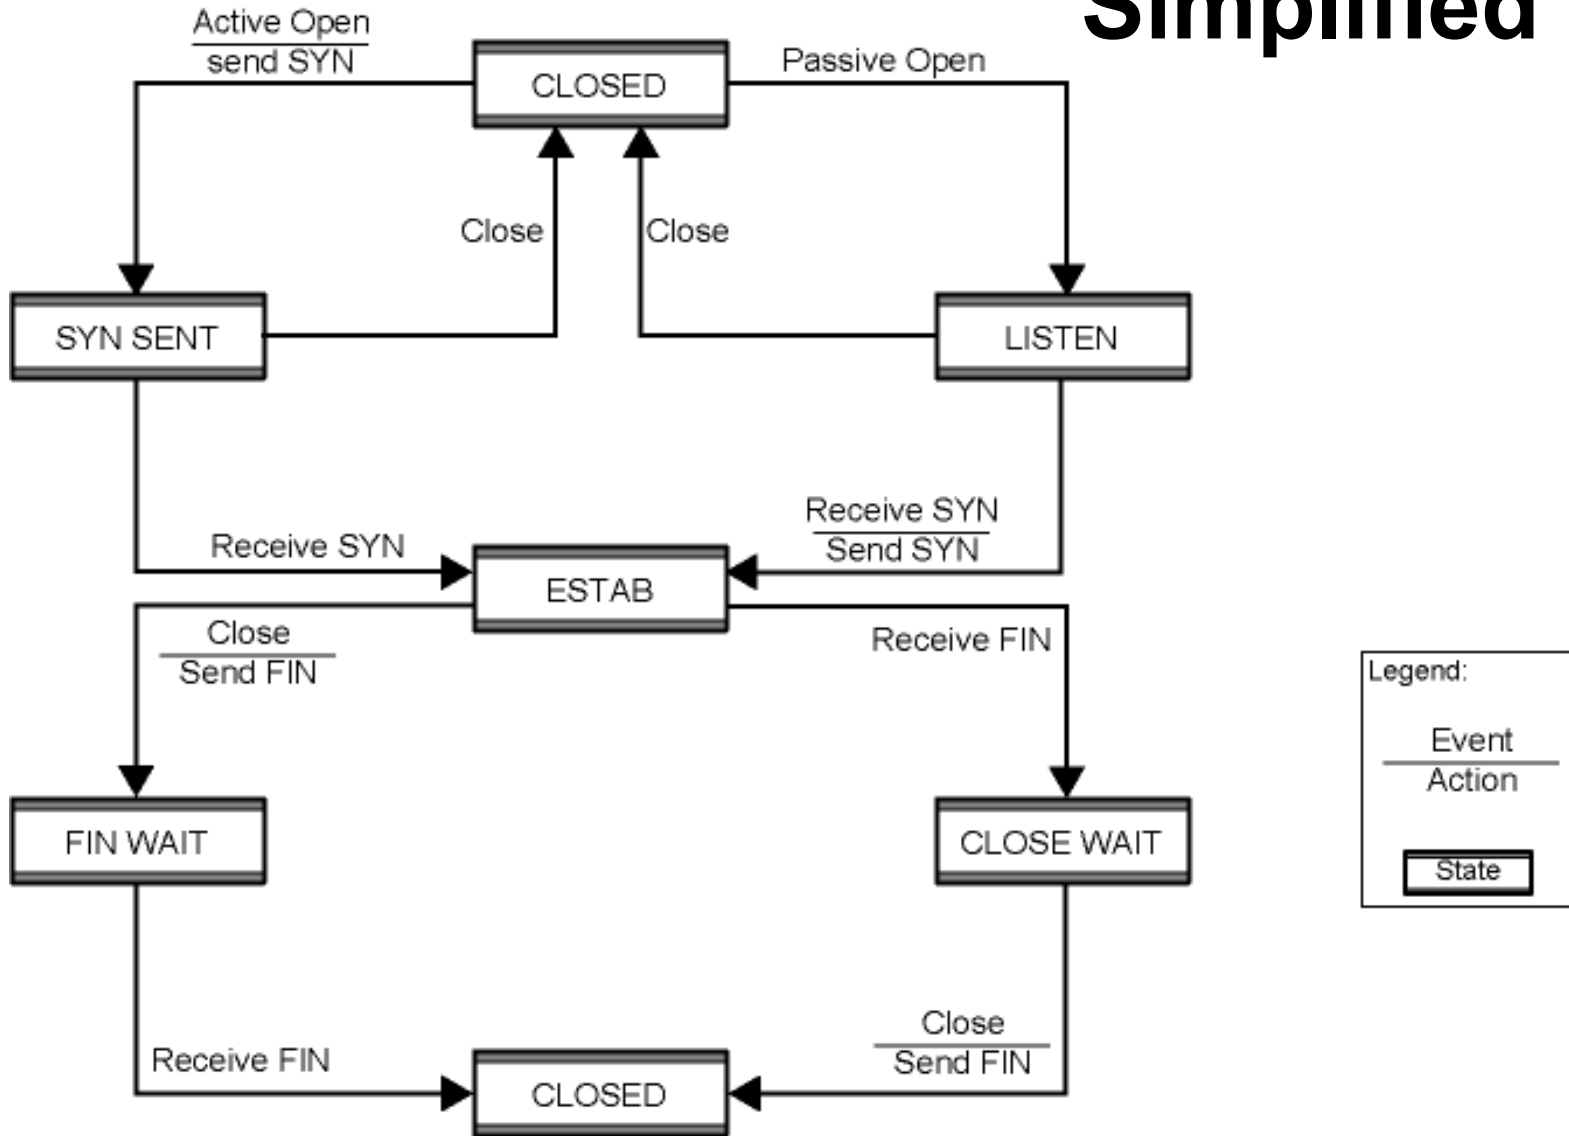 Simplified
Active Open
send SYN
CLOSED
Passive Open
Close
Close
SYN SENT
LISTEN
Receive SYN
Receive SYN
Send SYN
ESTAB
Close
Send FIN
Receive FIN
Legend:
Event
Action
State
FIN WAIT
CLOSE WAIT
Receive FIN
Close
Send FIN
CLOSED